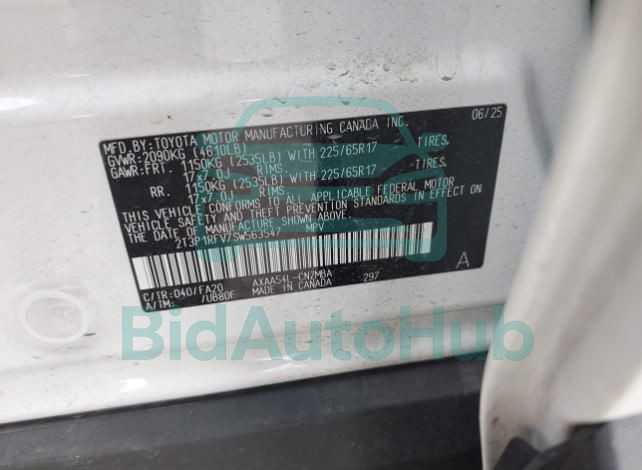 MFD.BY:TOYOTA MOTOR MANUFACTURING CANADA INC. 06/25
GVWR:2090KG (4610LB)
GAWR:FRT. 1150KG (2535LB) WITH 225/65R17 TIRES.
17x7.0J RIMS.
RR. 1150KG (2535LB) WITH 225/65R17 TIRES.
17x7.0J RIMS.
THIS VEHICLE CONFORMS TO ALL APPLICABLE FEDERAL MOTOR
VEHICLE SAFETY AND THEFT PREVENTION STANDARDS IN EFFECT ON
THE DATE OF MANUFACTURE SHOWN ABOVE.
2T3P1RFV7SW563547 MPV
C/TR:040/FA20 AXAA54L-CNZMBA 297 A
A/TM: /UB80F MADE IN CANADA
BidAutoHub